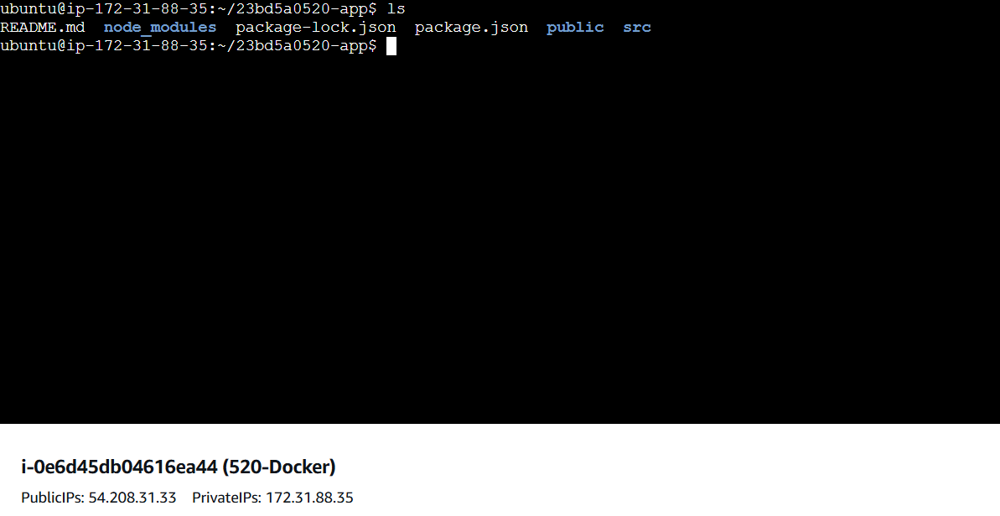 ubuntu@ip-172-31-88-35:~/23bd5a0520-app$ ls
README.md  node_modules  package-lock.json  package.json  public  src
ubuntu@ip-172-31-88-35:~/23bd5a0520-app$
i-0e6d45db04616ea44 (520-Docker)
PublicIPs: 54.208.31.33    PrivateIPs: 172.31.88.35